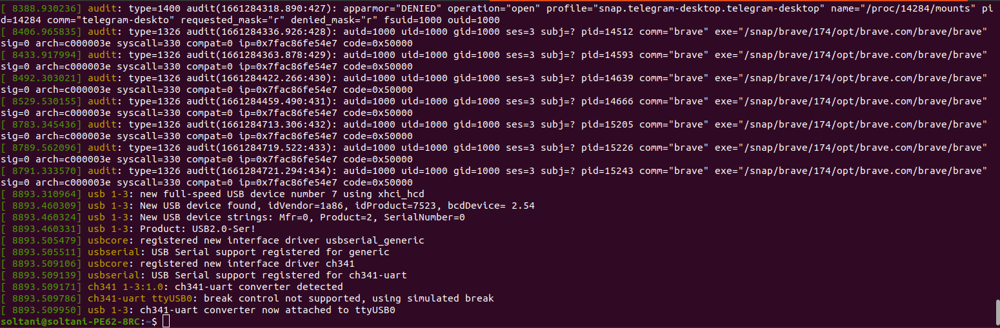 [ 8388.930236] audit: type=1400 audit(1661284318.890:427): apparmor="DENIED" operation="open" profile="snap.telegram-desktop.telegram-desktop" name="/proc/14284/mounts" pi
d=14284 comm="telegram-deskto" requested_mask="r" denied_mask="r" fsuid=1000 ouid=1000
[ 8406.965835] audit: type=1326 audit(1661284336.926:428): auid=1000 uid=1000 gid=1000 ses=3 subj=? pid=14512 comm="brave" exe="/snap/brave/174/opt/brave.com/brave/brave"
sig=0 arch=c000003e syscall=330 compat=0 ip=0x7fac86fe54e7 code=0x50000
[ 8433.917994] audit: type=1326 audit(1661284363.878:429): auid=1000 uid=1000 gid=1000 ses=3 subj=? pid=14593 comm="brave" exe="/snap/brave/174/opt/brave.com/brave/brave"
sig=0 arch=c000003e syscall=330 compat=0 ip=0x7fac86fe54e7 code=0x50000
[ 8492.303021] audit: type=1326 audit(1661284422.266:430): auid=1000 uid=1000 gid=1000 ses=3 subj=? pid=14639 comm="brave" exe="/snap/brave/174/opt/brave.com/brave/brave"
sig=0 arch=c000003e syscall=330 compat=0 ip=0x7fac86fe54e7 code=0x50000
[ 8529.530155] audit: type=1326 audit(1661284459.490:431): auid=1000 uid=1000 gid=1000 ses=3 subj=? pid=14666 comm="brave" exe="/snap/brave/174/opt/brave.com/brave/brave"
sig=0 arch=c000003e syscall=330 compat=0 ip=0x7fac86fe54e7 code=0x50000
[ 8783.345436] audit: type=1326 audit(1661284713.306:432): auid=1000 uid=1000 gid=1000 ses=3 subj=? pid=15205 comm="brave" exe="/snap/brave/174/opt/brave.com/brave/brave"
sig=0 arch=c000003e syscall=330 compat=0 ip=0x7fac86fe54e7 code=0x50000
[ 8789.562096] audit: type=1326 audit(1661284719.522:433): auid=1000 uid=1000 gid=1000 ses=3 subj=? pid=15226 comm="brave" exe="/snap/brave/174/opt/brave.com/brave/brave"
sig=0 arch=c000003e syscall=330 compat=0 ip=0x7fac86fe54e7 code=0x50000
[ 8791.333570] audit: type=1326 audit(1661284721.294:434): auid=1000 uid=1000 gid=1000 ses=3 subj=? pid=15243 comm="brave" exe="/snap/brave/174/opt/brave.com/brave/brave"
sig=0 arch=c000003e syscall=330 compat=0 ip=0x7fac86fe54e7 code=0x50000
[ 8893.310964] usb 1-3: new full-speed USB device number 7 using xhci_hcd
[ 8893.460309] usb 1-3: New USB device found, idVendor=1a86, idProduct=7523, bcdDevice= 2.54
[ 8893.460324] usb 1-3: New USB device strings: Mfr=0, Product=2, SerialNumber=0
[ 8893.460331] usb 1-3: Product: USB2.0-Ser!
[ 8893.505479] usbcore: registered new interface driver usbserial_generic
[ 8893.505511] usbserial: USB Serial support registered for generic
[ 8893.509106] usbcore: registered new interface driver ch341
[ 8893.509139] usbserial: USB Serial support registered for ch341-uart
[ 8893.509171] ch341 1-3:1.0: ch341-uart converter detected
[ 8893.509786] ch341-uart ttyUSB0: break control not supported, using simulated break
[ 8893.509950] usb 1-3: ch341-uart converter now attached to ttyUSB0
soltani@soltani-PE62-8RC:~$